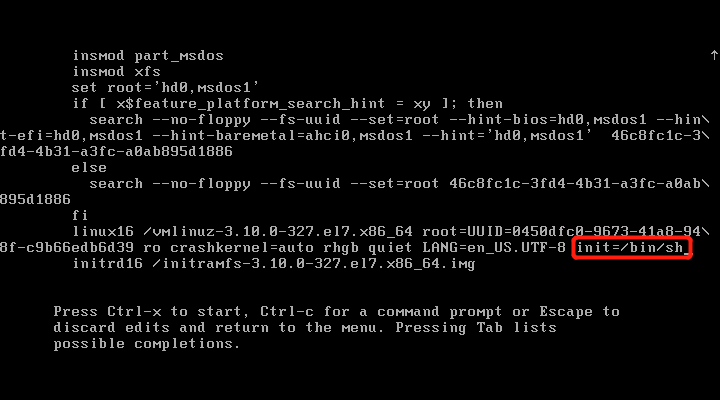 insmod part_msdos
insmod xfs
set root='hd0,msdos1'
if [ x$feature_platform_search_hint = xy ]; then
search --no-floppy --fs-uuid --set=root --hint-bios=hd0,msdos1 --hin\
t-efi=hd0,msdos1 --hint-baremetal=ahci0,msdos1 --hint='hd0,msdos1'  46c8fc1c-3\
fd4-4b31-a3fc-a0ab895d1886
else
search --no-floppy --fs-uuid --set=root 46c8fc1c-3fd4-4b31-a3fc-a0ab\
895d1886
fi
linux16 /vmlinuz-3.10.0-327.el7.x86_64 root=UUID=0450dfc0-9673-41a8-94\
8f-c9b66edb6d39 ro crashkernel=auto rhgb quiet LANG=en_US.UTF-8 init=/bin/sh_
initrd16 /initramfs-3.10.0-327.el7.x86_64.img
Press Ctrl-x to start, Ctrl-c for a command prompt or Escape to
discard edits and return to the menu. Pressing Tab lists
possible completions.